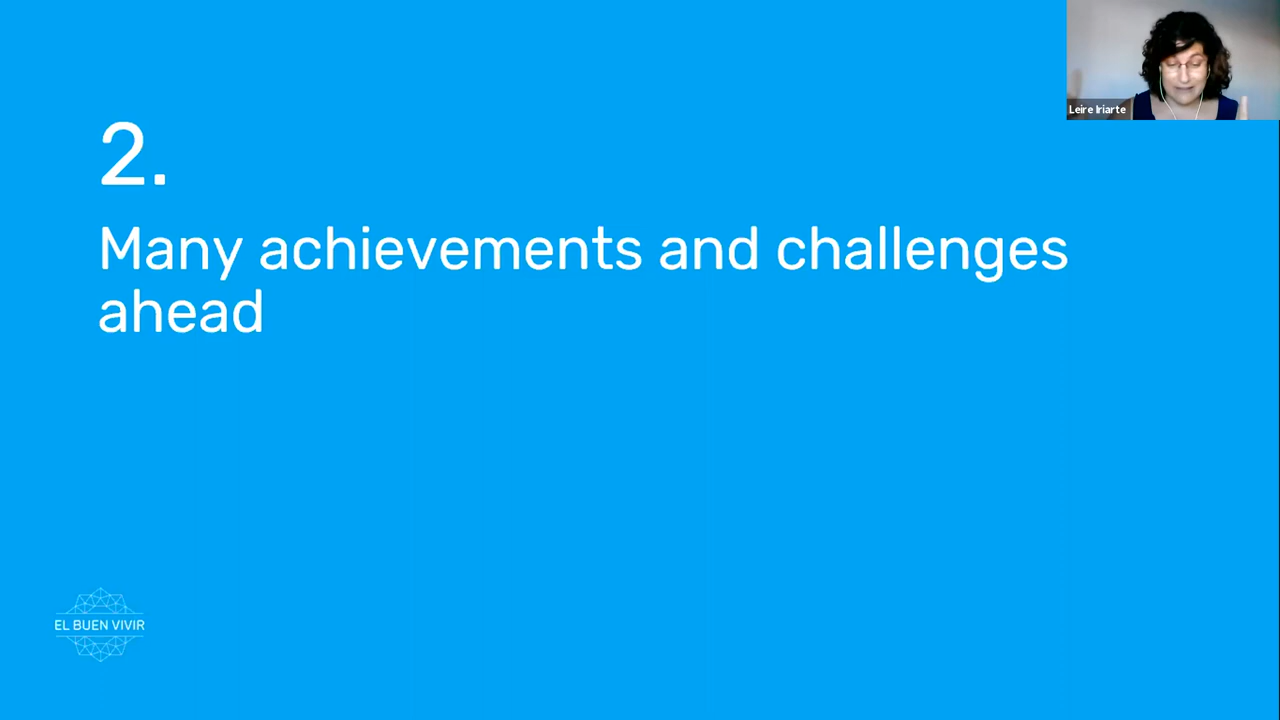 Leire Iriarte
2.
Many achievements and challenges
ahead
EL BUEN VIVIR